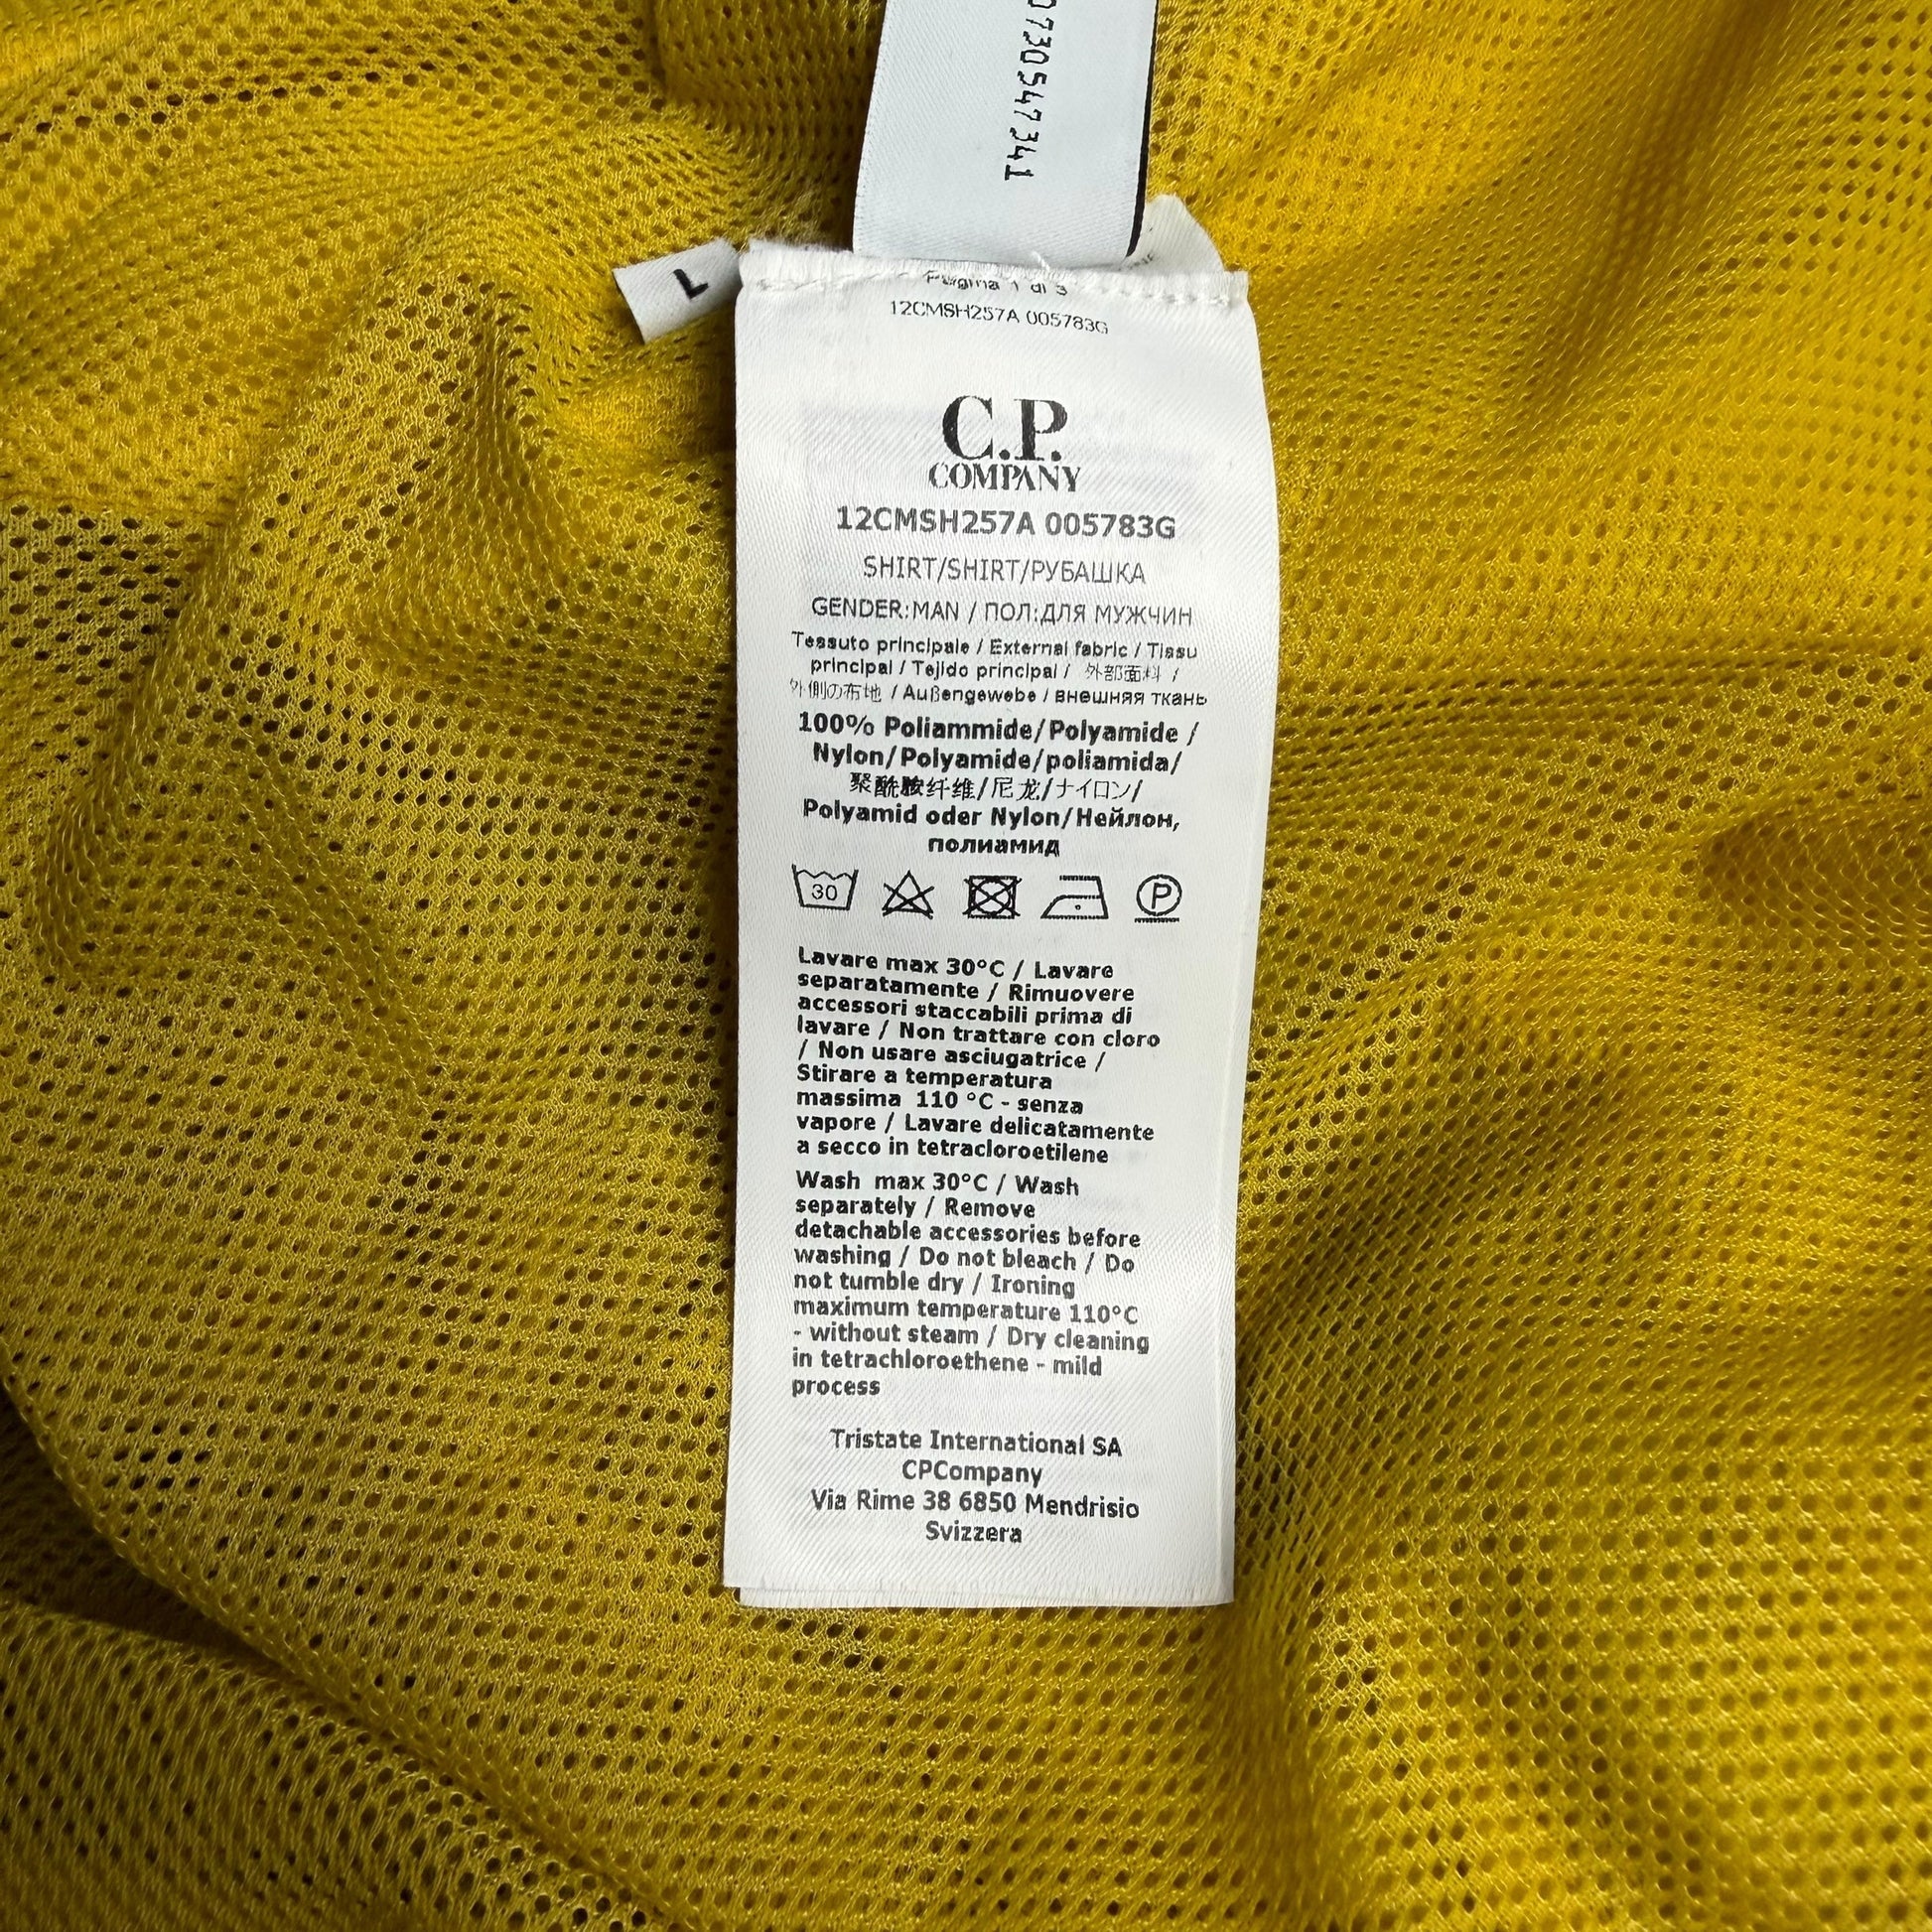 0730547341
L
Pagina 1 di 3
12CMSH257A 005783G
C.P.
COMPANY
12CMSH257A 005783G
SHIRT/SHIRT/РУБАШКА
GENDER:MAN / ПОЛ:ДЛЯ МУЖЧИН
Tessuto principale / External fabric / Tissu
principal / Tejido principal / 外部面料 /
外側の布地 / Außengewebe / внешняя ткань
100% Poliammide/Polyamide /
Nylon/Polyamide/poliamida/
聚酰胺纤维/尼龙/ナイロン/
Polyamid oder Nylon/Нейлон,
полиамид
30 P
Lavare max 30°C / Lavare
separatamente / Rimuovere
accessori staccabili prima di
lavare / Non trattare con cloro
/ Non usare asciugatrice /
Stirare a temperatura
massima 110 °C - senza
vapore / Lavare delicatamente
a secco in tetracloroetilene
Wash max 30°C / Wash
separately / Remove
detachable accessories before
washing / Do not bleach / Do
not tumble dry / Ironing
maximum temperature 110°C
- without steam / Dry cleaning
in tetrachloroethene - mild
process
Tristate International SA
CPCompany
Via Rime 38 6850 Mendrisio
Svizzera